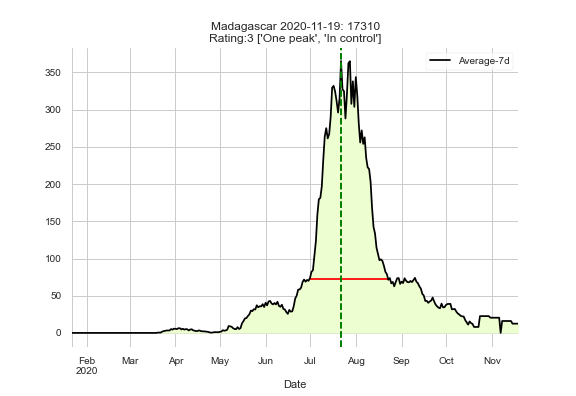 Madagascar 2020-11-19: 17310
Rating:3 ['One peak', 'In control']
Average-7d
350
300
250
200
150
100
50
0
Feb Mar Apr May Jun Jul Aug Sep Oct Nov
2020
Date